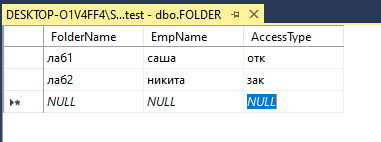 DESKTOP-O1V4FF4\S...test - dbo.FOLDER
FolderName EmpName AccessType
лаб1 саша отк
лаб2 никита зак
NULL NULL NULL